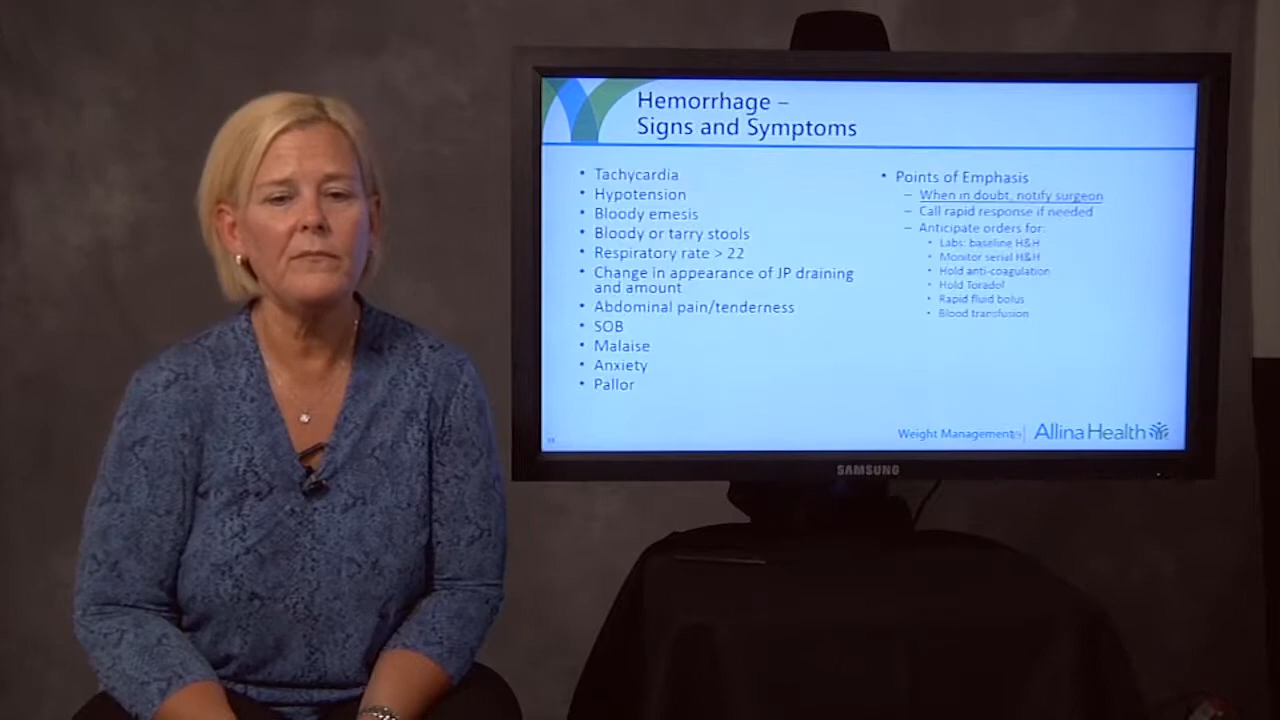 Hemorrhage –
Signs and Symptoms
• Tachycardia
• Hypotension
• Bloody emesis
• Bloody or tarry stools
• Respiratory rate > 22
• Change in appearance of JP draining
and amount
• Abdominal pain/tenderness
• SOB
• Malaise
• Anxiety
• Pallor
• Points of Emphasis
– When in doubt, notify surgeon
– Call rapid response if needed
– Anticipate orders for:
• Labs: baseline H&H
• Monitor serial H&H
• Hold anti-coagulation
• Hold Toradol
• Rapid fluid bolus
• Blood transfusion
Weight Management
Allina Health
SAMSUNG